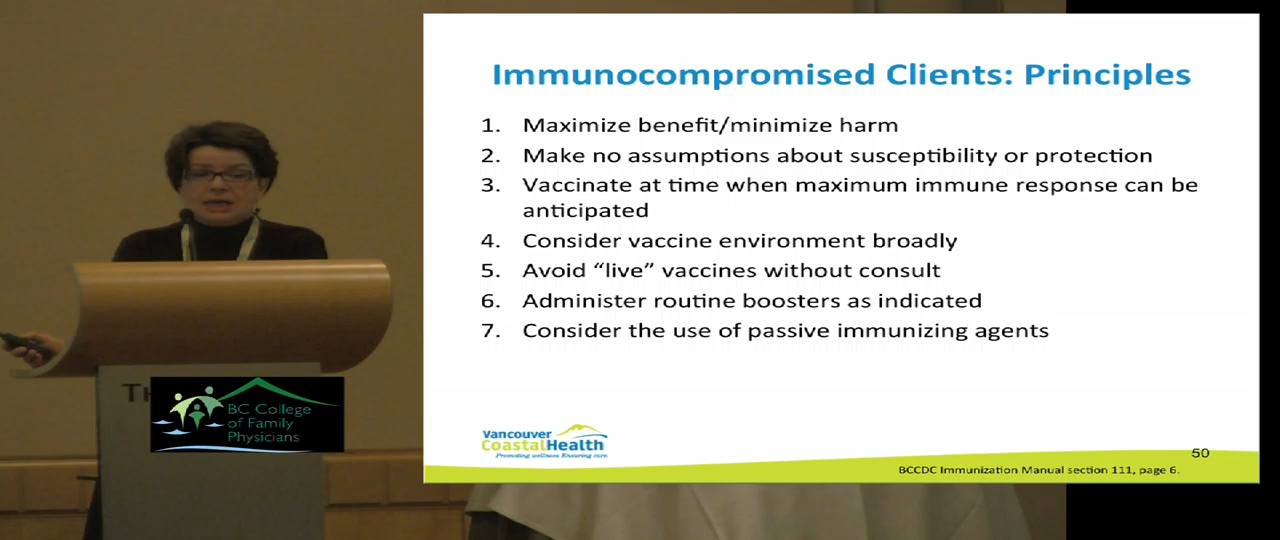 Immunocompromised Clients: Principles
1. Maximize benefit/minimize harm
2. Make no assumptions about susceptibility or protection
3. Vaccinate at time when maximum immune response can be
anticipated
4. Consider vaccine environment broadly
5. Avoid “live” vaccines without consult
6. Administer routine boosters as indicated
7. Consider the use of passive immunizing agents
Vancouver
CoastalHealth
Promoting wellness. Ensuring care.
50
BCCDC Immunization Manual section 111, page 6.
BC College
of Family
Physicians